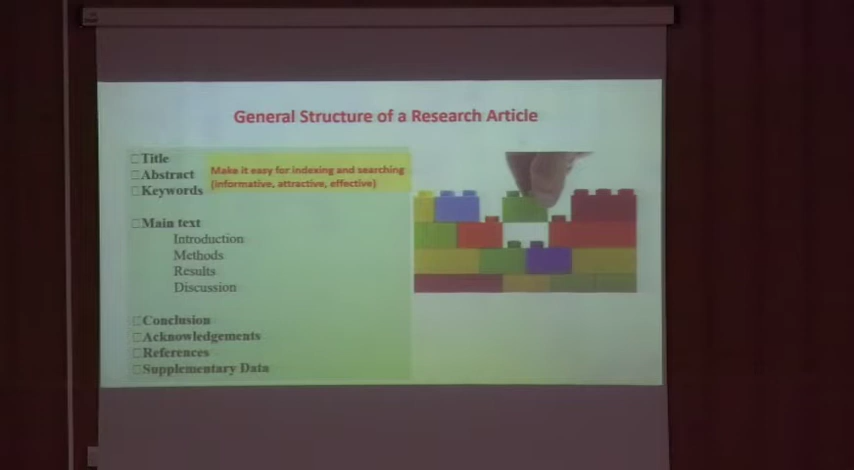 General Structure of a Research Article
Title
Abstract
Keywords
Make it easy for indexing and searching
(informative, attractive, effective)
Main text
Introduction
Methods
Results
Discussion
Conclusion
Acknowledgements
References
Supplementary Data